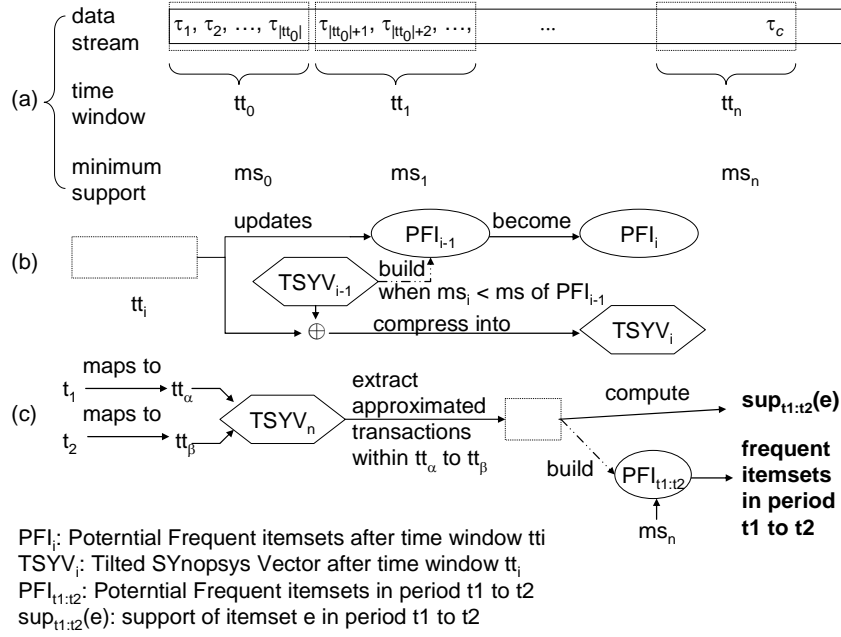 data stream τ1, τ2, …, τ|tt0| τ|tt0|+1, τ|tt0|+2, …, ... τc
(a) time window tt0 tt1 ttn
minimum support ms0 ms1 msn
updates PFIi-1 become PFIi
(b) TSYVi-1 build
tti when msi < ms of PFIi-1
⊕ compress into TSYVi
maps to extract compute
(c) t1 ttα TSYVn approximated sup_t1:t2(e)
maps to transactions
t2 ttβ within ttα to ttβ build PFIt1:t2 frequent
itemsets
in period
t1 to t2
msn
PFIi: Poterntial Frequent itemsets after time window tti
TSYVi: Tilted SYnopsys Vector after time window tti
PFIt1:t2: Potential Frequent itemsets in period t1 to t2
supt1:t2(e): support of itemset e in period t1 to t2